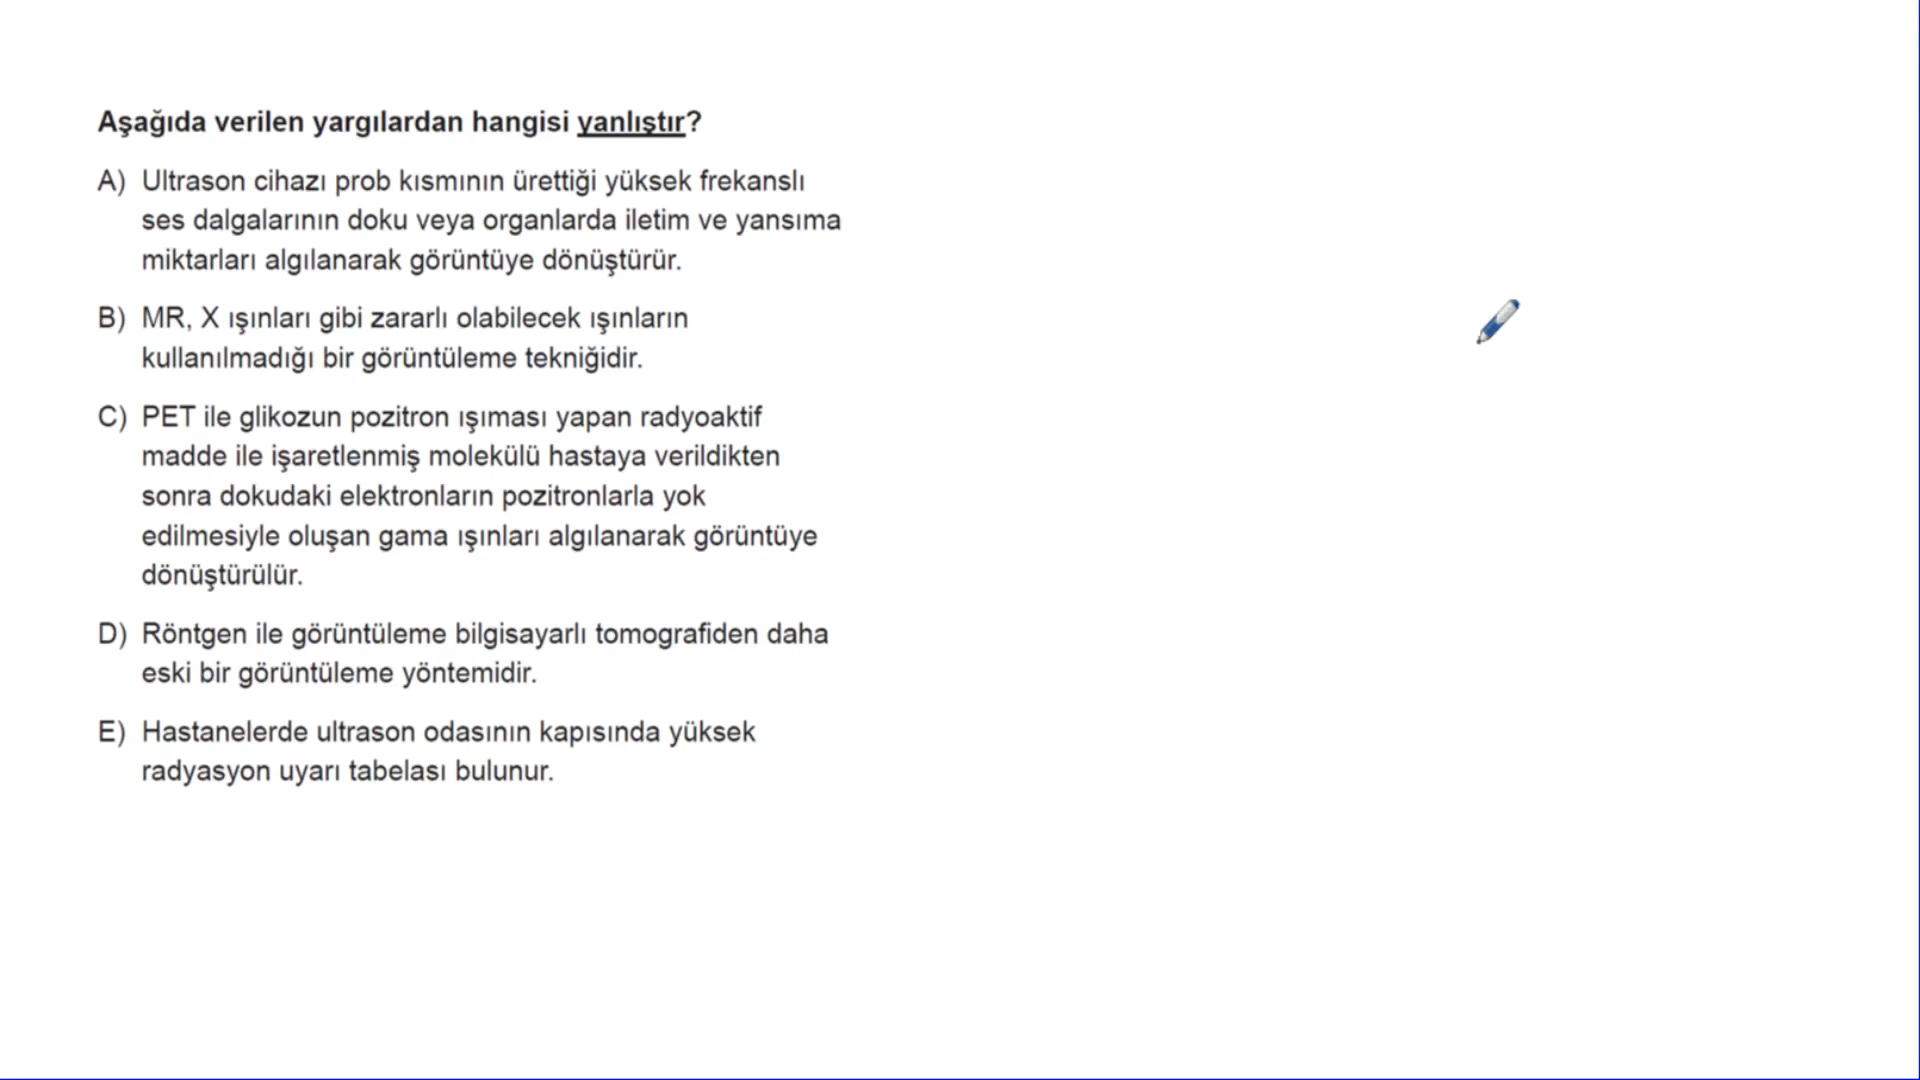 Aşağıda verilen yargılardan hangisi yanlıştır?
A) Ultrason cihazı prob kısmının ürettiği yüksek frekanslı
ses dalgalarının doku veya organlarda iletim ve yansıma
miktarları algılanarak görüntüye dönüştürür.
B) MR, X ışınları gibi zararlı olabilecek ışınların
kullanılmadığı bir görüntüleme tekniğidir.
C) PET ile glikozun pozitron ışıması yapan radyoaktif
madde ile işaretlenmiş molekülü hastaya verildikten
sonra dokudaki elektronların pozitronlarla yok
edilmesiyle oluşan gama ışınları algılanarak görüntüye
dönüştürülür.
D) Röntgen ile görüntüleme bilgisayarlı tomografiden daha
eski bir görüntüleme yöntemidir.
E) Hastanelerde ultrason odasının kapısında yüksek
radyasyon uyarı tabelası bulunur.